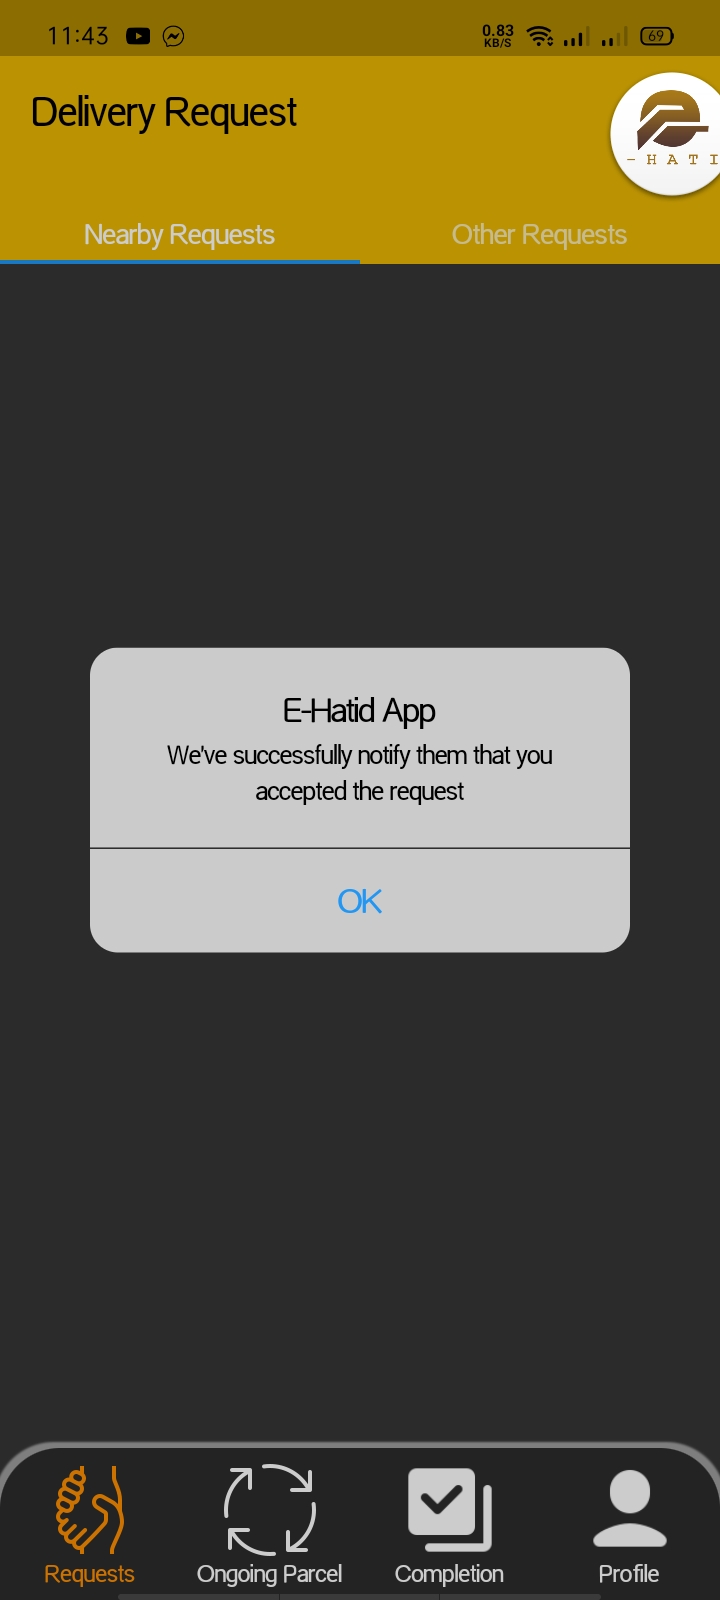 11:43
0.83
KB/S
69
Delivery Request
- HATI
Nearby Requests
Other Requests
E-Hatid App
We've successfully notify them that you
accepted the request
OK
Requests
Ongoing Parcel
Completion
Profile